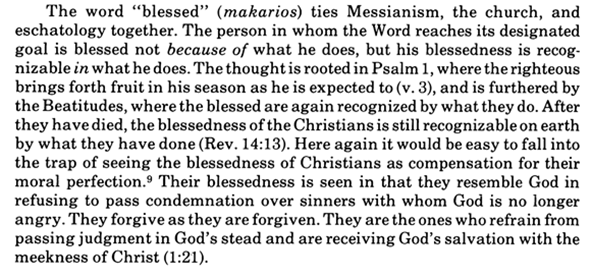 The word “blessed” (makarios) ties Messianism, the church, and
eschatology together. The person in whom the Word reaches its designated
goal is blessed not because of what he does, but his blessedness is recog-
nizable in what he does. The thought is rooted in Psalm 1, where the righteous
brings forth fruit in his season as he is expected to (v. 3), and is furthered by
the Beatitudes, where the blessed are again recognized by what they do. After
they have died, the blessedness of the Christians is still recognizable on earth
by what they have done (Rev. 14:13). Here again it would be easy to fall into
the trap of seeing the blessedness of Christians as compensation for their
moral perfection.⁹ Their blessedness is seen in that they resemble God in
refusing to pass condemnation over sinners with whom God is no longer
angry. They forgive as they are forgiven. They are the ones who refrain from
passing judgment in God’s stead and are receiving God’s salvation with the
meekness of Christ (1:21).